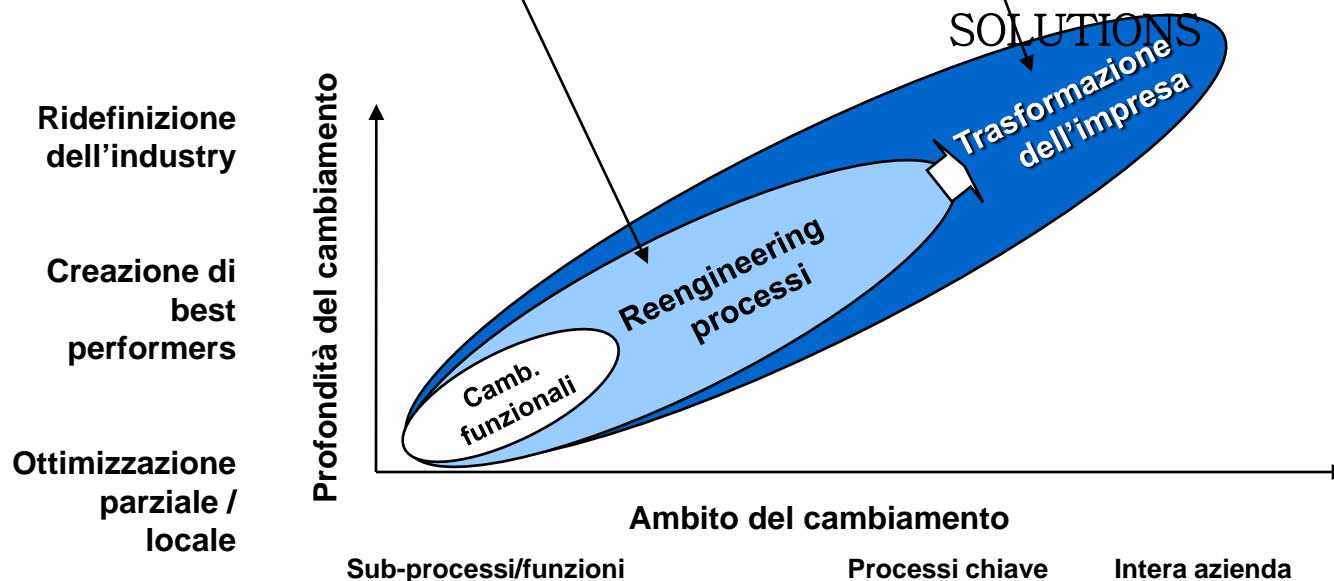 SOLUTIONS
Ridefinizione
dell'industry
Creazione di
best
performers
Ottimizzazione
parziale /
locale
Profondità del cambiamento
Trasformazione
dell'impresa
Reengineering
processi
Camb.
funzionali
Ambito del cambiamento
Sub-processi/funzioni
Processi chiave
Intera azienda